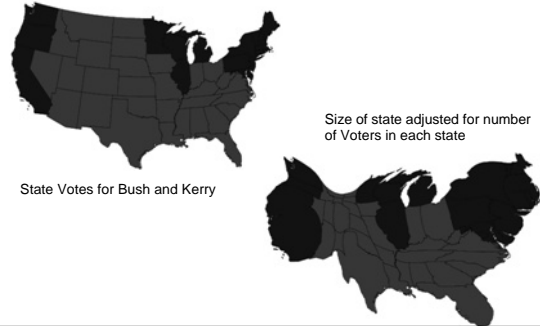 Size of state adjusted for number
of Voters in each state
State Votes for Bush and Kerry